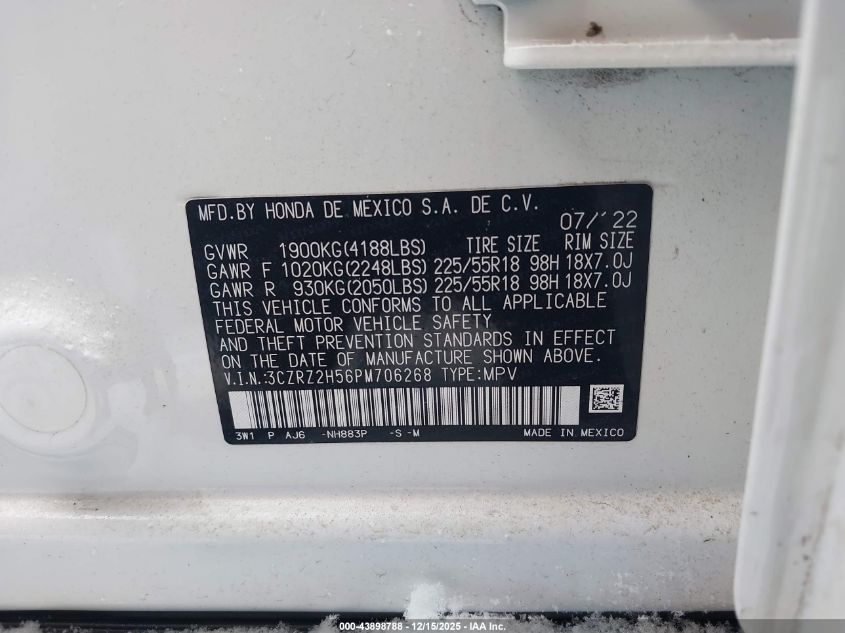 MFD.BY HONDA DE MÉXICO S.A. DE C.V.
07/'22
GVWR 1900KG(4188LBS) TIRE SIZE RIM SIZE
GAWR F 1020KG(2248LBS) 225/55R18 98H 18X7.0J
GAWR R 930KG(2050LBS) 225/55R18 98H 18X7.0J
THIS VEHICLE CONFORMS TO ALL APPLICABLE
FEDERAL MOTOR VEHICLE SAFETY
AND THEFT PREVENTION STANDARDS IN EFFECT
ON THE DATE OF MANUFACTURE SHOWN ABOVE.
V.I.N.:3CZRZ2H56PM706268 TYPE:MPV
3W1 P AJ6 -NH883P -S -M MADE IN MEXICO
000-43898788 - 12/15/2025 - IAA Inc.